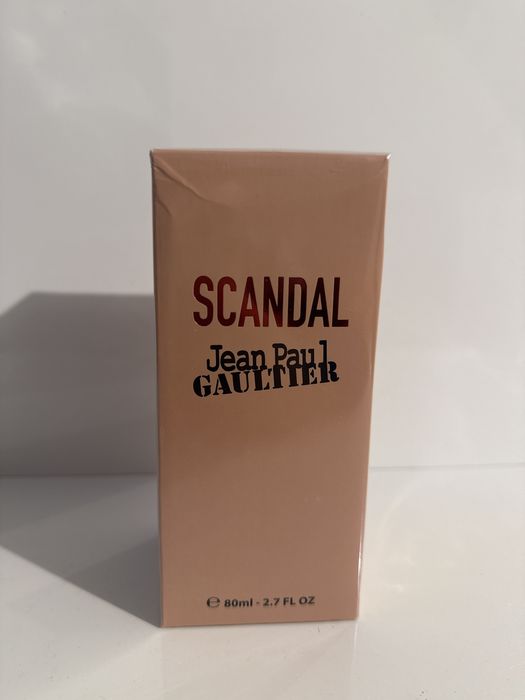 SCANDAL
Jean Paul
GAULTIER
℮ 80ml - 2.7 FL OZ